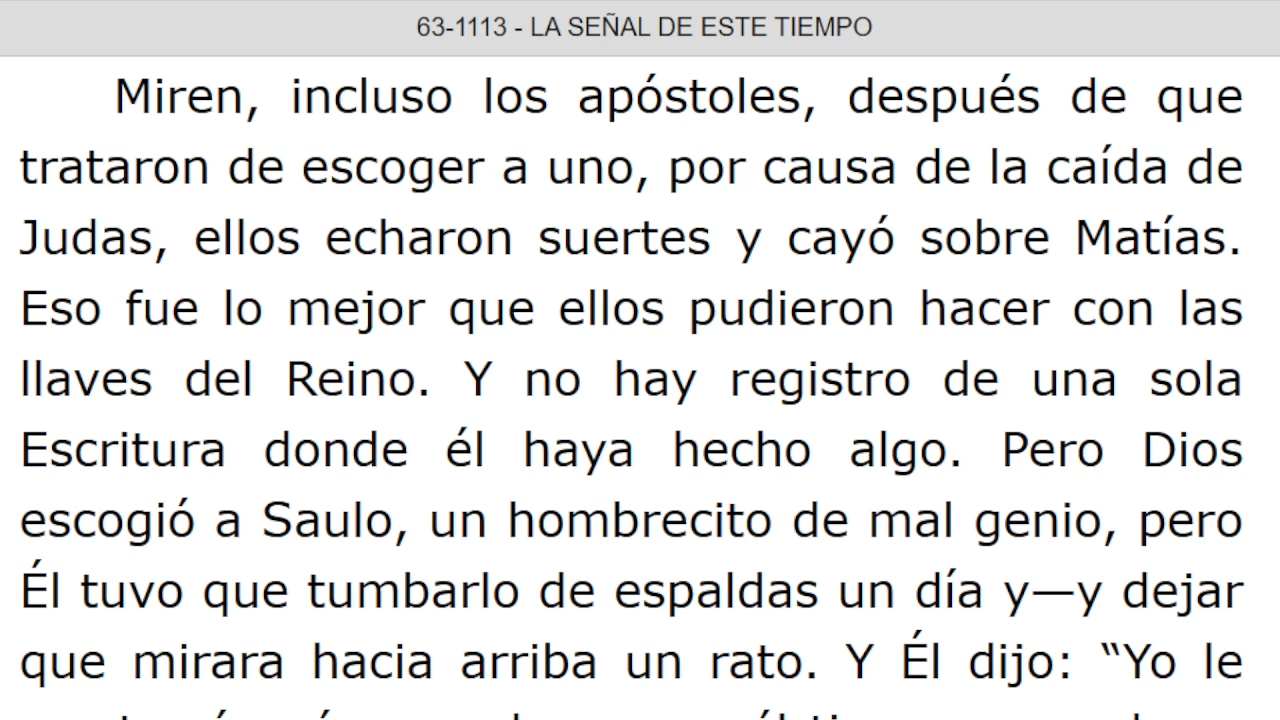 63-1113 - LA SEÑAL DE ESTE TIEMPO
Miren, incluso los apóstoles, después de que
trataron de escoger a uno, por causa de la caída de
Judas, ellos echaron suertes y cayó sobre Matías.
Eso fue lo mejor que ellos pudieron hacer con las
llaves del Reino. Y no hay registro de una sola
Escritura donde él haya hecho algo. Pero Dios
escogió a Saulo, un hombrecito de mal genio, pero
Él tuvo que tumbarlo de espaldas un día y—y dejar
que mirara hacia arriba un rato. Y Él dijo: “Yo le